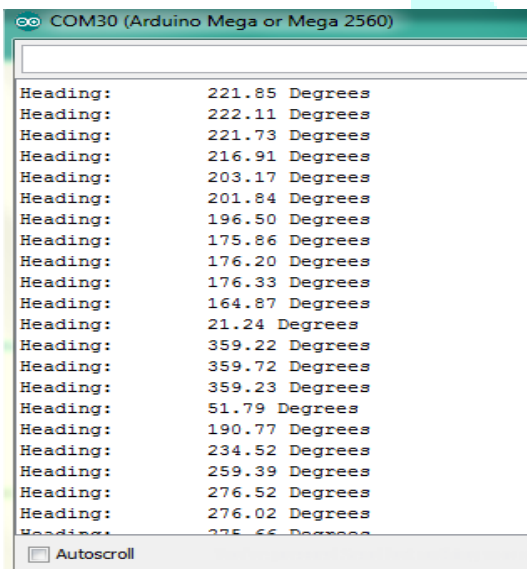 COM30 (Arduino Mega or Mega 2560)
Heading: 221.85 Degrees
Heading: 222.11 Degrees
Heading: 221.73 Degrees
Heading: 216.91 Degrees
Heading: 203.17 Degrees
Heading: 201.84 Degrees
Heading: 196.50 Degrees
Heading: 175.86 Degrees
Heading: 176.20 Degrees
Heading: 176.33 Degrees
Heading: 164.87 Degrees
Heading: 21.24 Degrees
Heading: 359.22 Degrees
Heading: 359.72 Degrees
Heading: 359.23 Degrees
Heading: 51.79 Degrees
Heading: 190.77 Degrees
Heading: 234.52 Degrees
Heading: 259.39 Degrees
Heading: 276.52 Degrees
Heading: 276.02 Degrees
Heading: 275.66 Degrees
Autoscroll